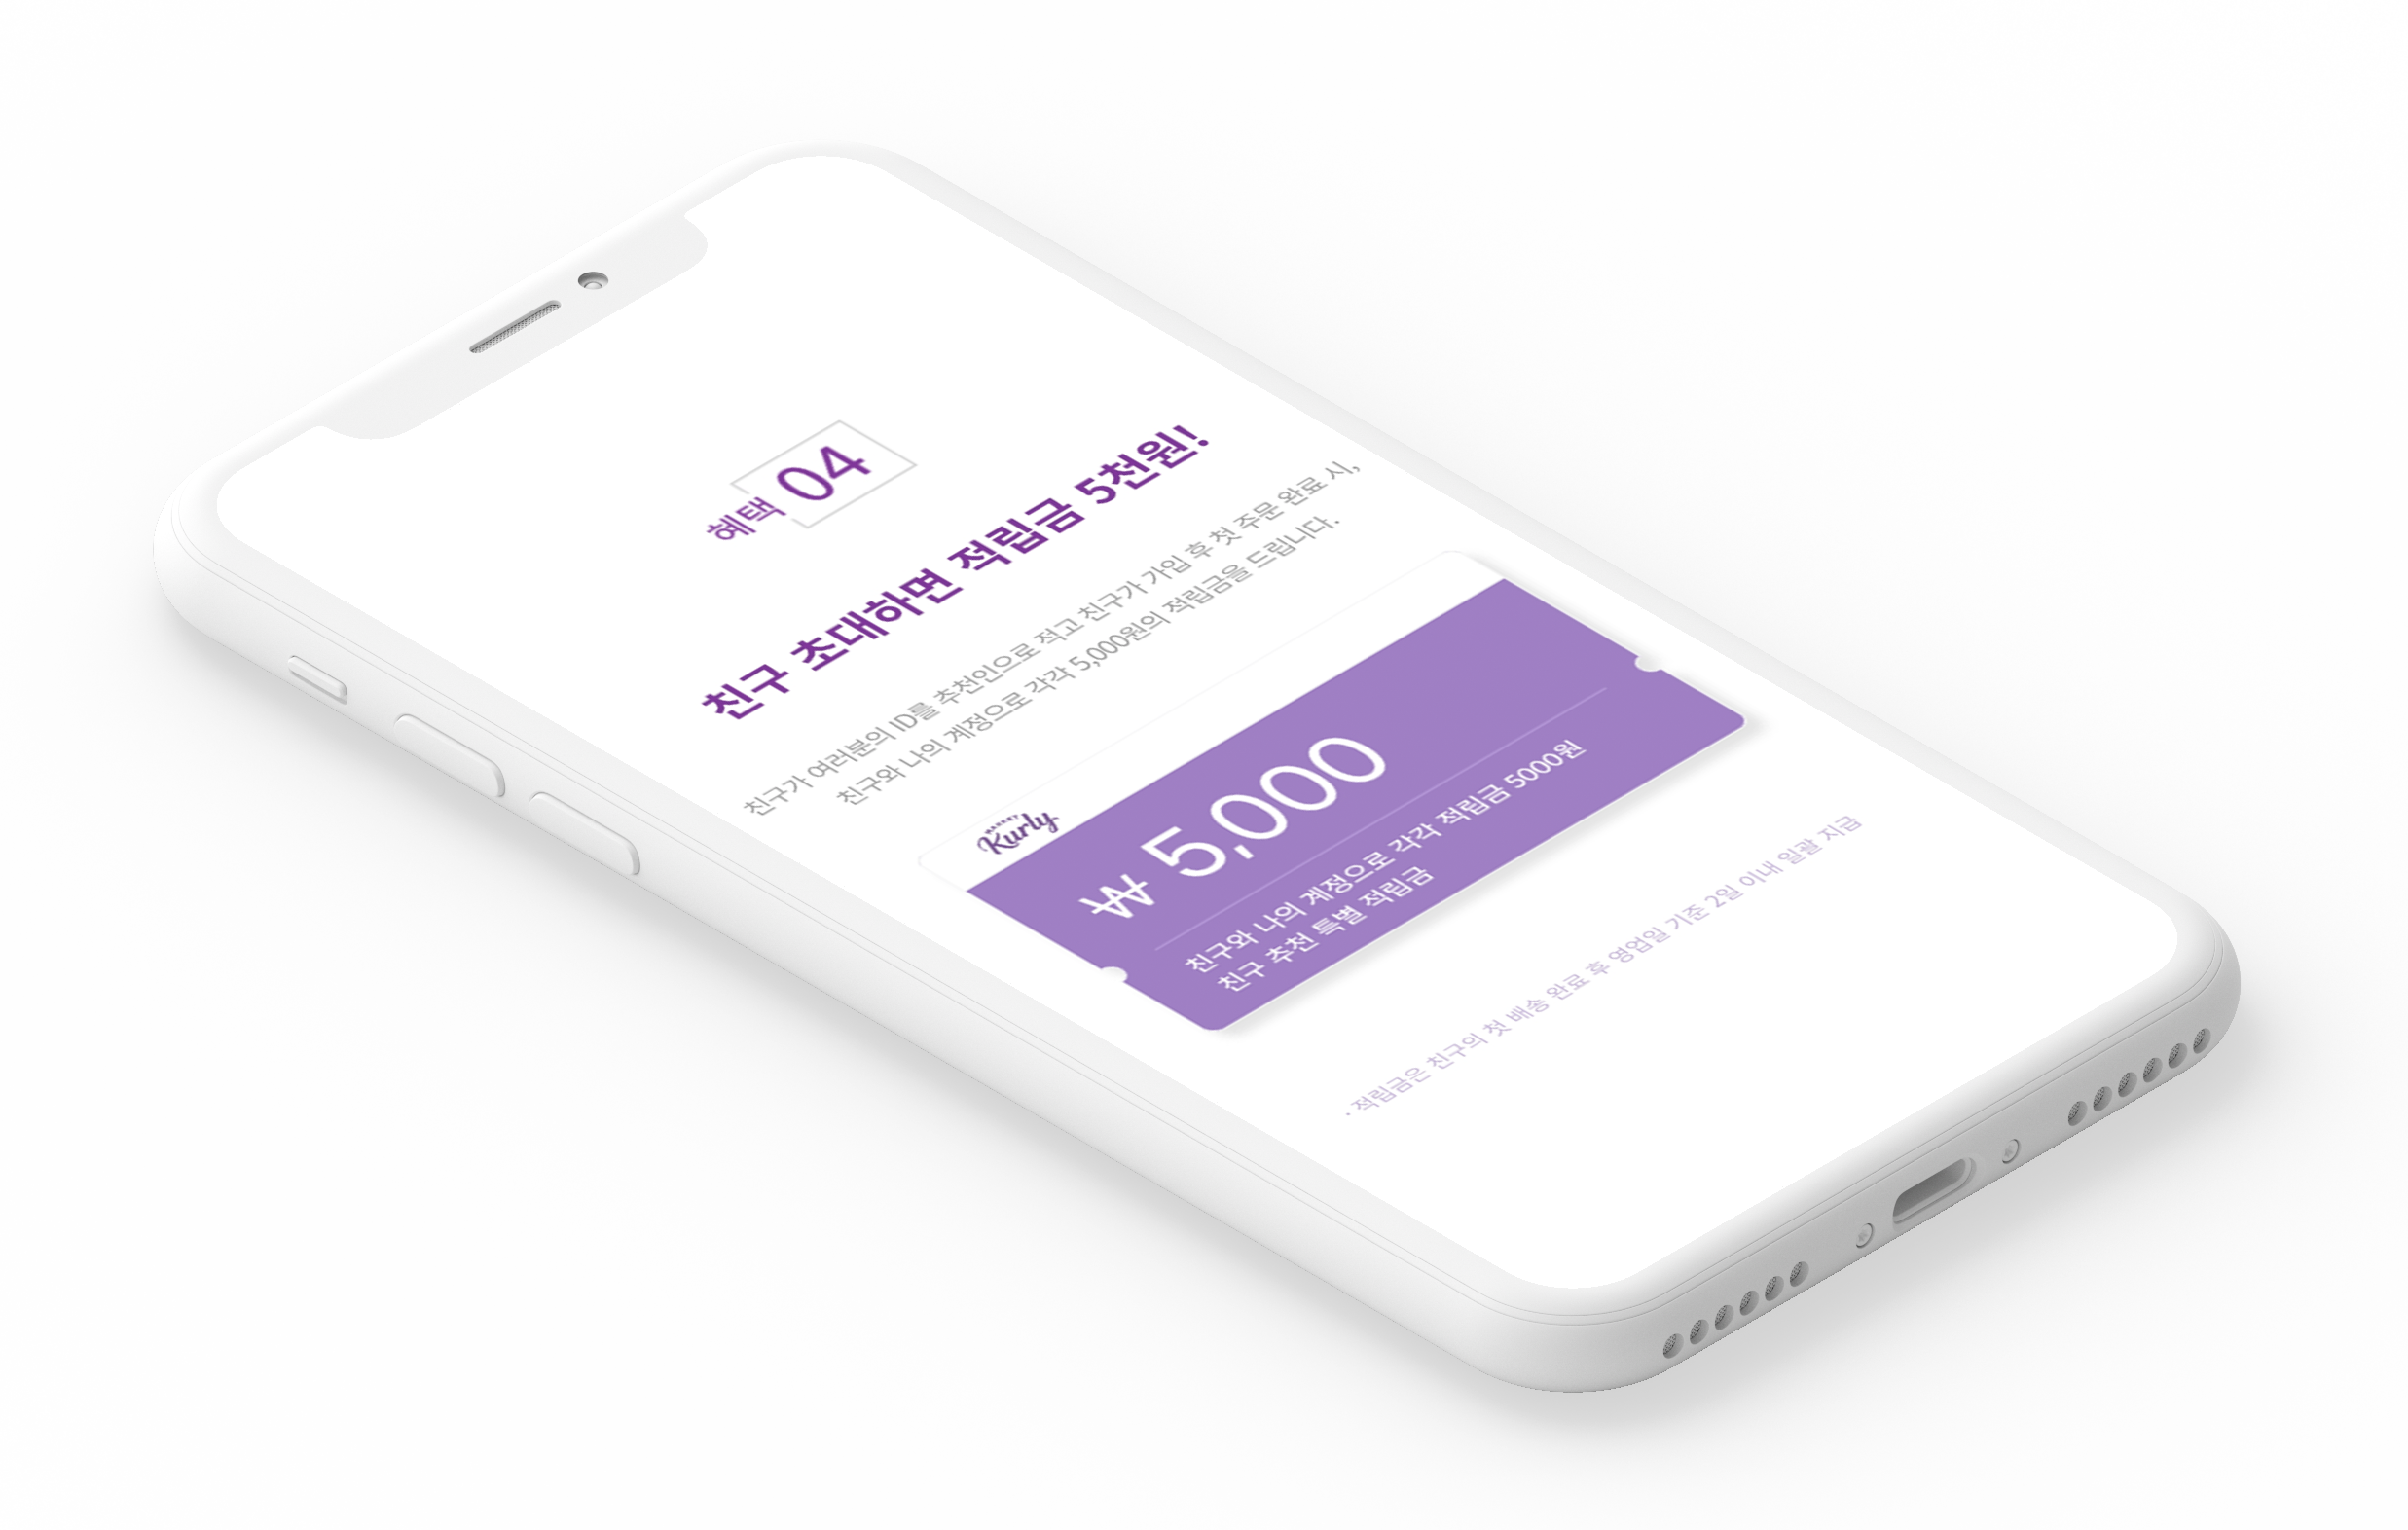 혜택 04
친구 초대하면 적립금 5천원!
친구가 여러분의 ID를 추천인으로 적고 친구가 가입 후 첫 주문 완료 시,
친구와 나의 계정으로 각각 5,000원의 적립금을 드립니다.
MARKET
Kurly
₩ 5,000
친구와 나의 계정으로 각각 적립금 5000원
친구 추천 특별 적립금
· 적립금은 친구의 첫 배송 완료 후 영업일 기준 2일 이내 일괄 지급